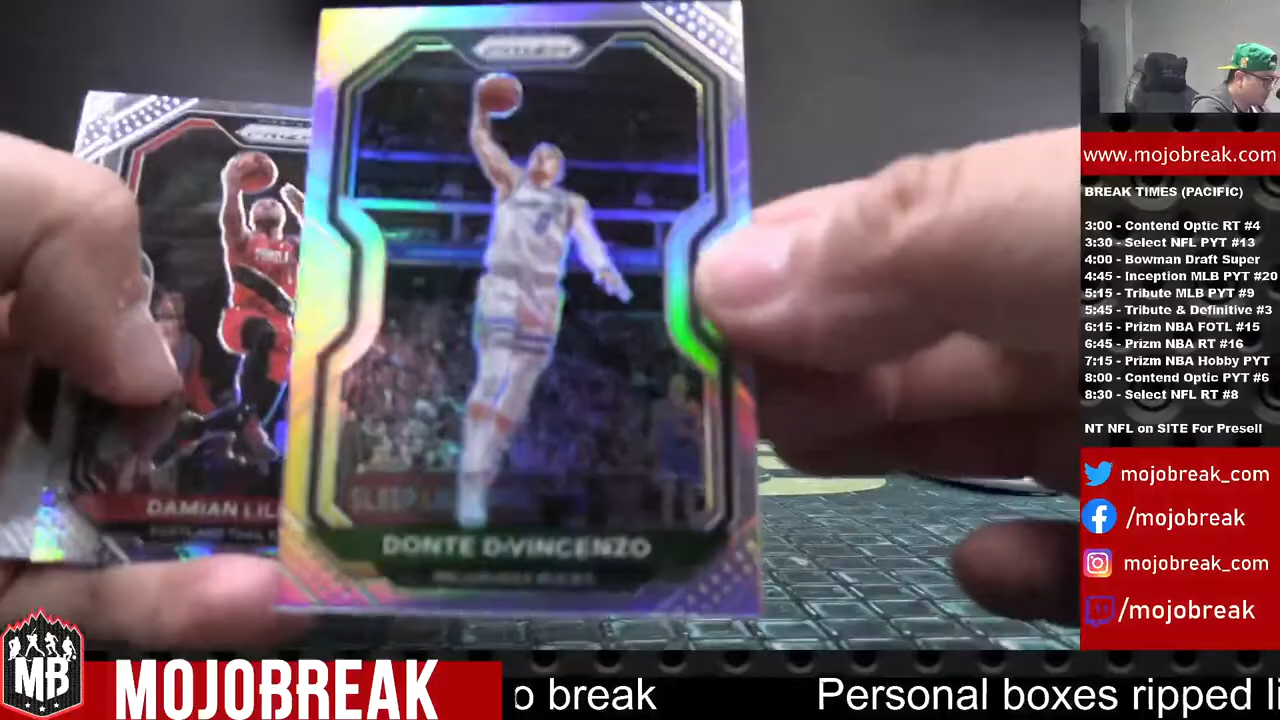 PRIZM
PRIZM
DAMIAN LIL
DONTE DiVINCENZO
MILWAUKEE BUCKS
www.mojobreak.com
BREAK TIMES (PACIFIC)
3:00 - Contend Optic RT #4
3:30 - Select NFL PYT #13
4:00 - Bowman Draft Super
4:45 - Inception MLB PYT #20
5:15 - Tribute MLB PYT #9
5:45 - Tribute & Definitive #3
6:15 - Prizm NBA FOTL #15
6:45 - Prizm NBA RT #16
7:15 - Prizm NBA Hobby PYT
8:00 - Contend Optic PYT #6
8:30 - Select NFL RT #8
NT NFL on SITE For Presell
mojobreak_com
/mojobreak
mojobreak_com
/mojobreak
MB
MOJOBREAK
o break Personal boxes ripped li